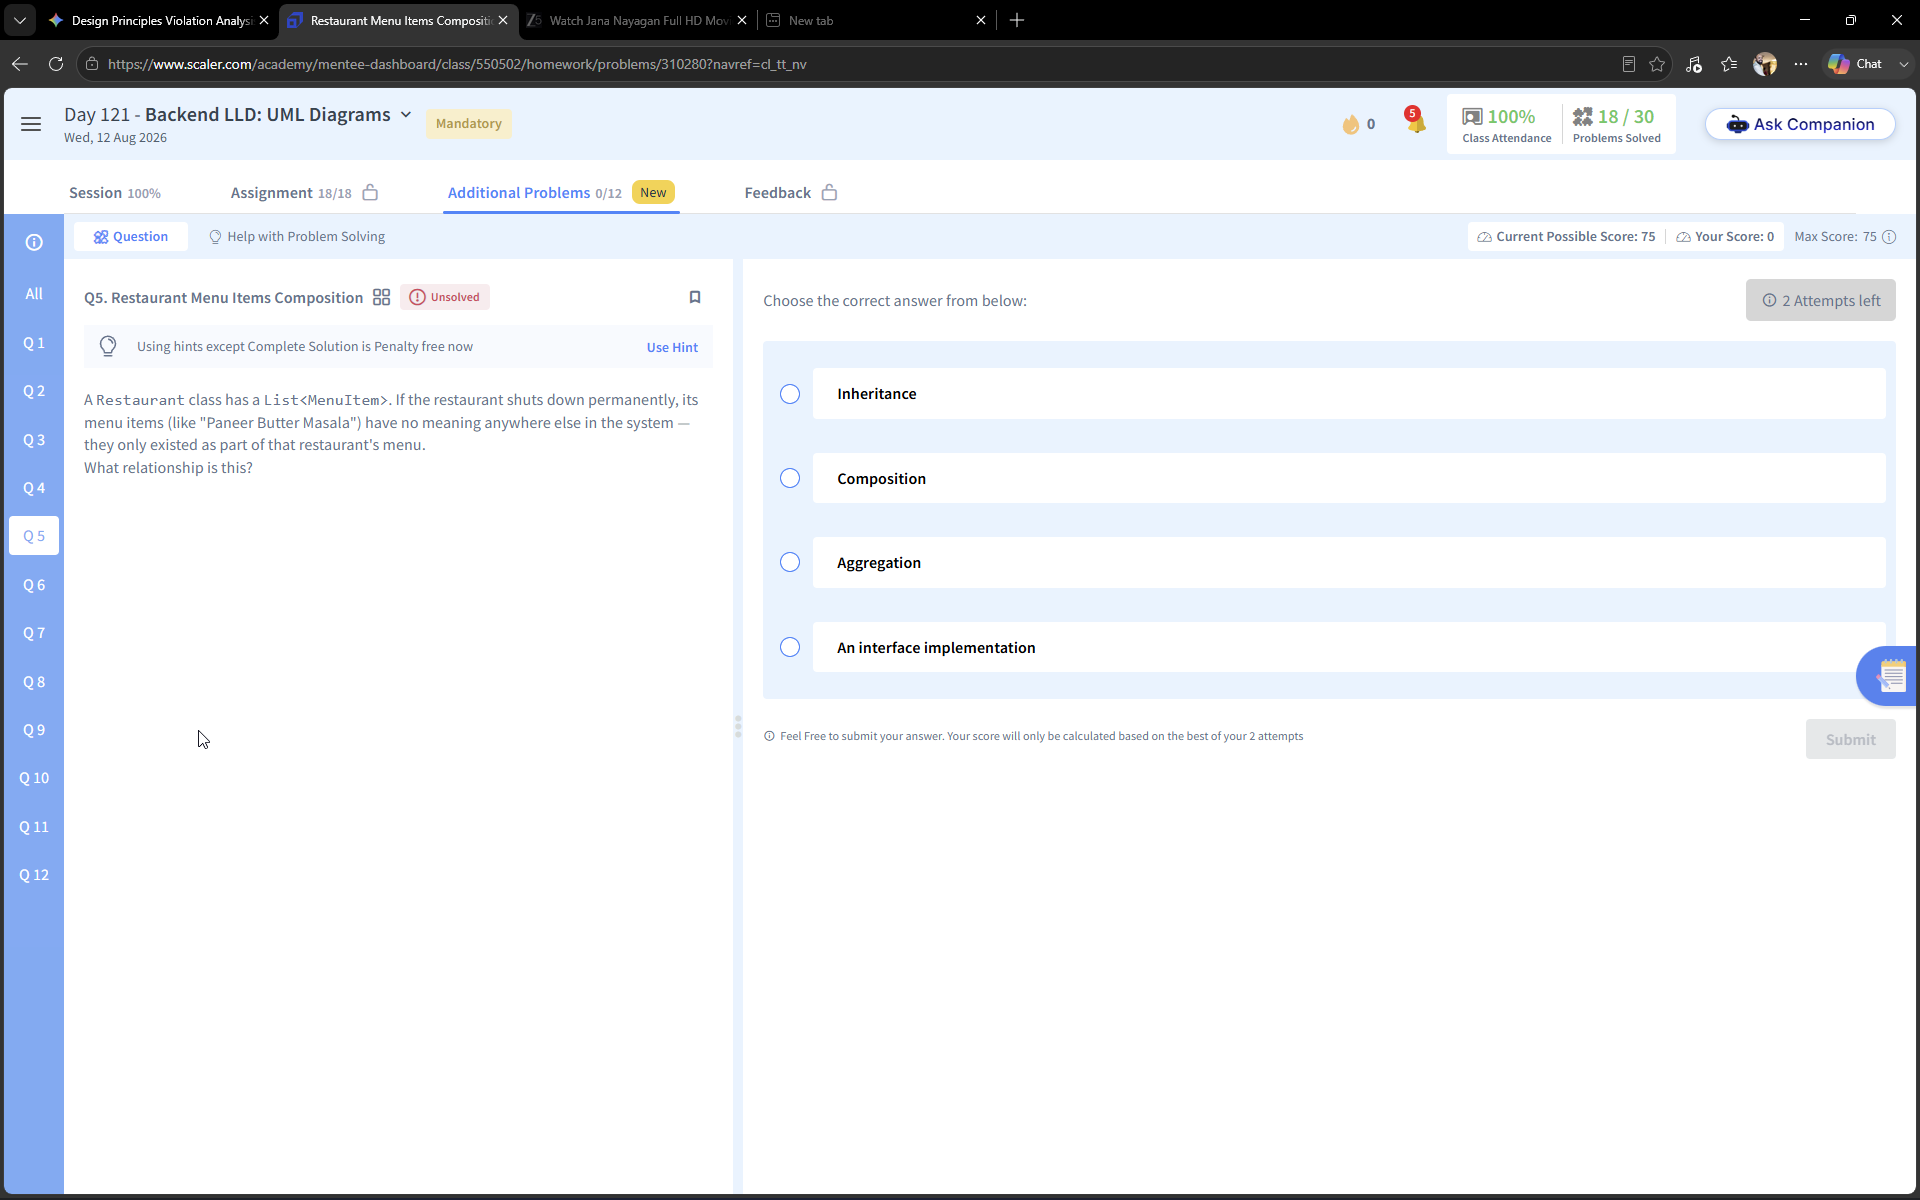 Design Principles Violation Analys
Restaurant Menu Items Compositi
Watch Jana Nayagan Full HD Mov
New tab
https://www.scaler.com/academy/mentee-dashboard/class/550502/homework/problems/310280?navref=cl_tt_nv
Chat
Day 121 - Backend LLD: UML Diagrams
Mandatory
Wed, 12 Aug 2026
0
5
100%
Class Attendance
18 / 30
Problems Solved
Ask Companion
Session 100%
Assignment 18/18
Additional Problems 0/12 New
Feedback
Question
Help with Problem Solving
Current Possible Score: 75
Your Score: 0
Max Score: 75
All
Q 1
Q 2
Q 3
Q 4
Q 5
Q 6
Q 7
Q 8
Q 9
Q 10
Q 11
Q 12
Q5. Restaurant Menu Items Composition
Unsolved
Using hints except Complete Solution is Penalty free now
Use Hint
A Restaurant class has a List<MenuItem>. If the restaurant shuts down permanently, its
menu items (like "Paneer Butter Masala") have no meaning anywhere else in the system —
they only existed as part of that restaurant's menu.
What relationship is this?
Choose the correct answer from below:
2 Attempts left
Inheritance
Composition
Aggregation
An interface implementation
Feel Free to submit your answer. Your score will only be calculated based on the best of your 2 attempts
Submit